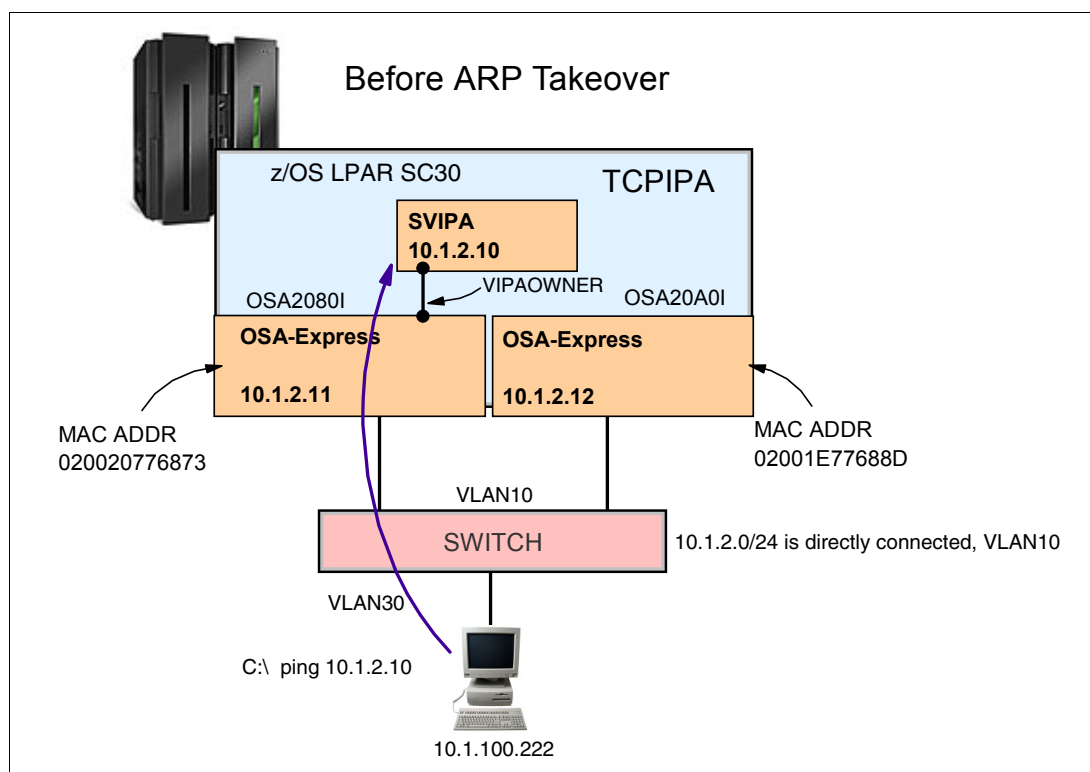 Before ARP Takeover
z/OS LPAR SC30
TCPIPA
SVIPA
10.1.2.10
VIPAOWNER
OSA2080I
OSA20A0I
OSA-Express
10.1.2.11
OSA-Express
10.1.2.12
MAC ADDR
020020776873
MAC ADDR
02001E77688D
VLAN10
SWITCH
10.1.2.0/24 is directly connected, VLAN10
VLAN30
C:\ ping 10.1.2.10
10.1.100.222